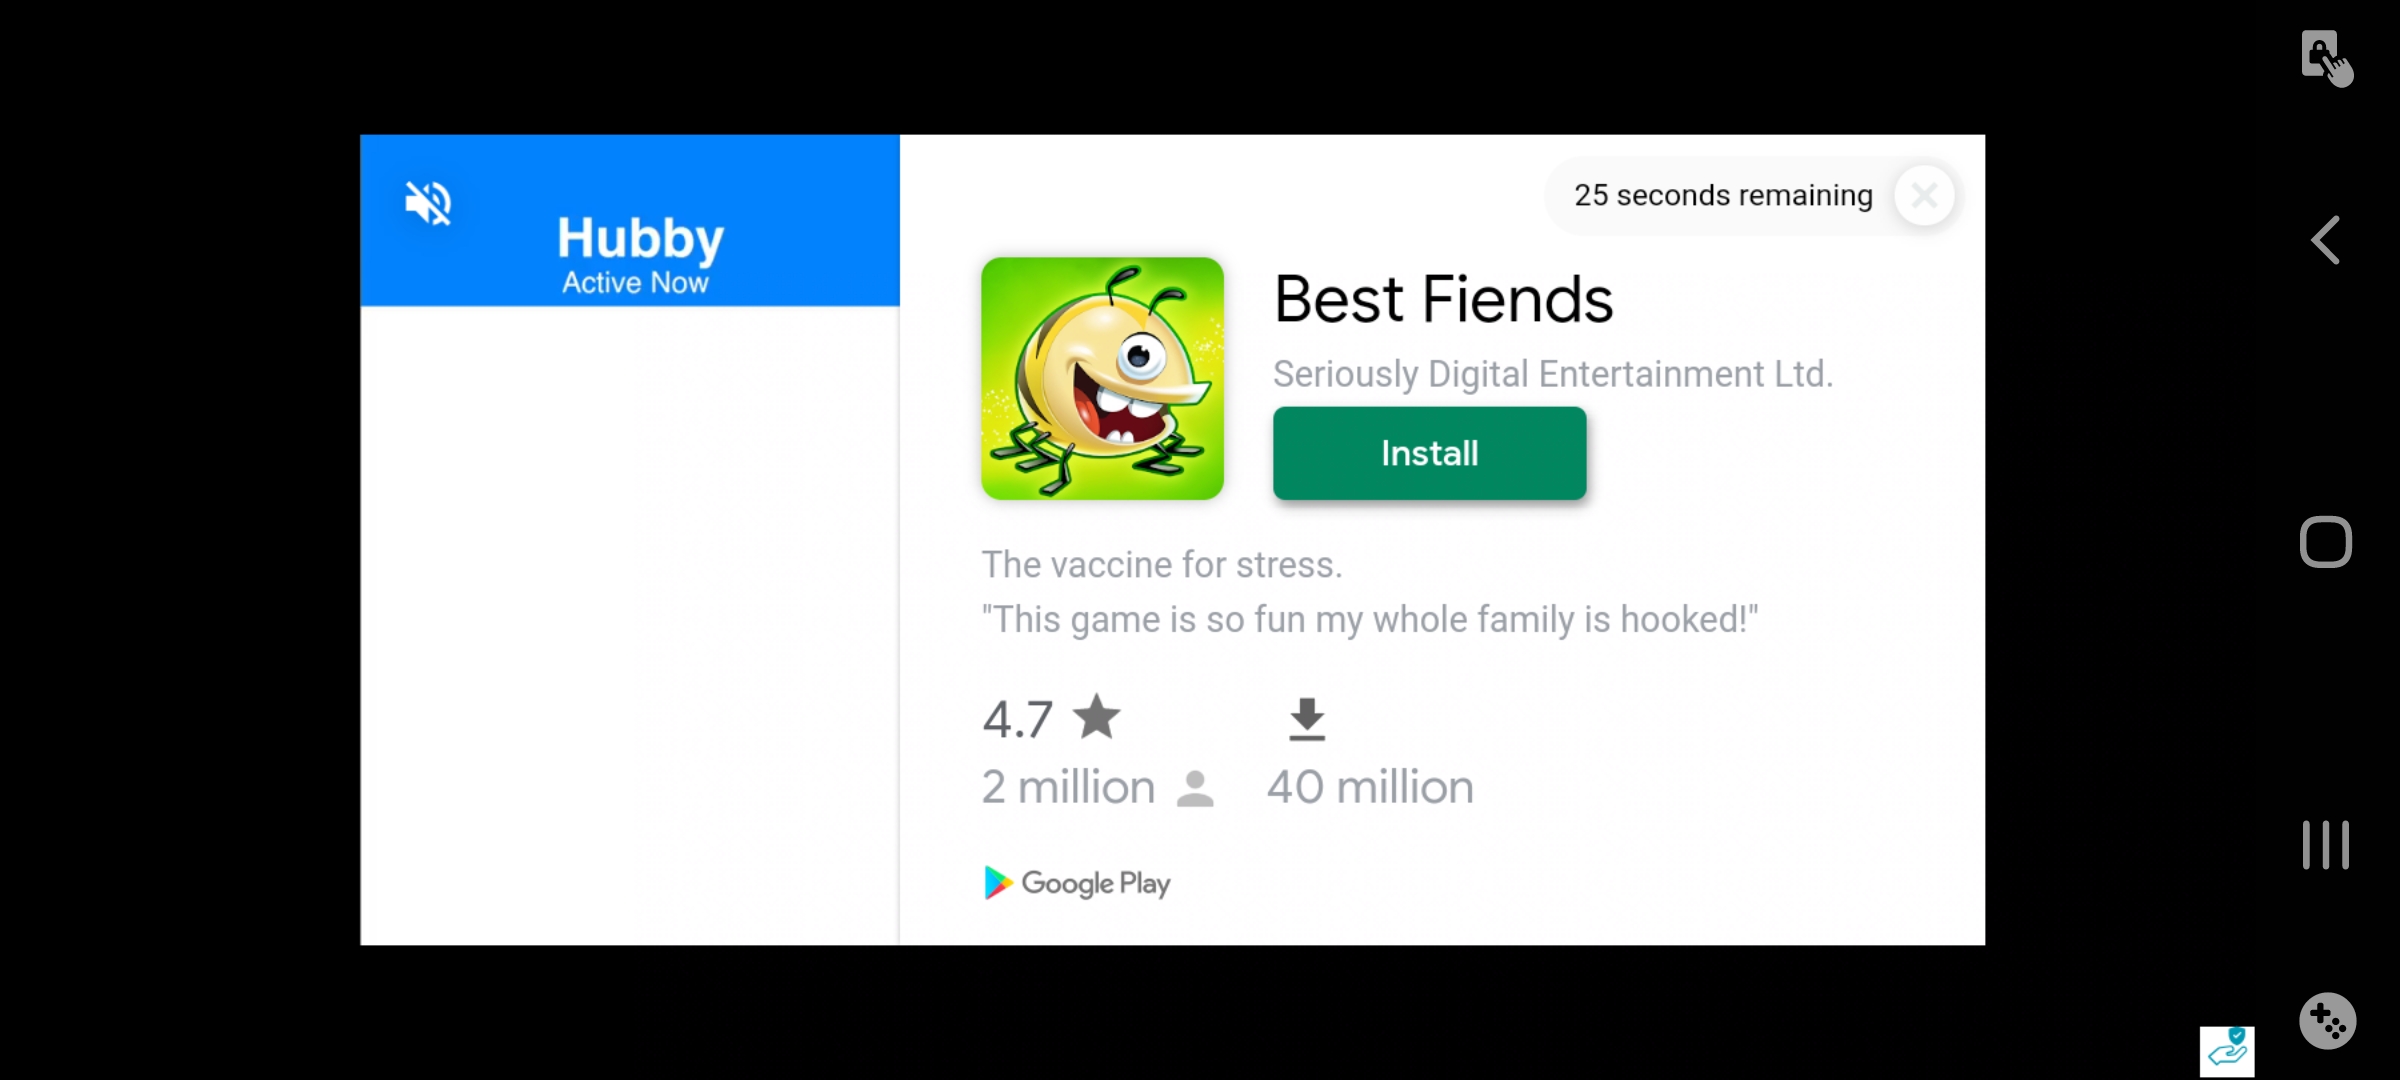 Hubby
Active Now
25 seconds remaining
Best Fiends
Seriously Digital Entertainment Ltd.
Install
The vaccine for stress.
"This game is so fun my whole family is hooked!"
4.7
2 million
40 million
Google Play